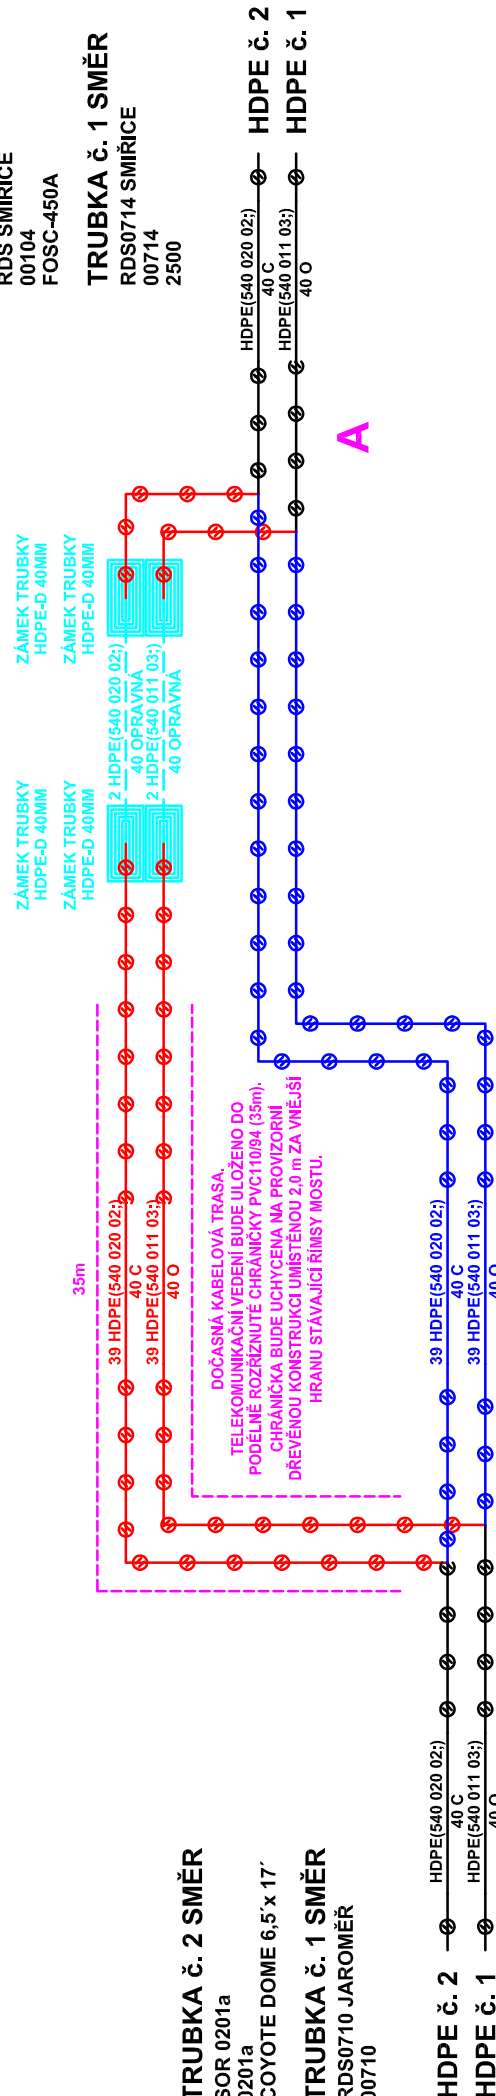 RDS SMIŘICE
00104
FOSC-450A
TRUBKA č. 1 SMĚR
RDS0714 SMIŘICE
00714
2500
HDPE č. 2
HDPE č. 1
HDPE(540 020 02;)
40 C
HDPE(540 011 03;)
40 O
A
ZÁMEK TRUBKY
HDPE-D 40MM
ZÁMEK TRUBKY
HDPE-D 40MM
2 HDPE(540 020 02;)
40 OPRAVNÁ
2 HDPE(540 011 03;)
40 OPRAVNÁ
ZÁMEK TRUBKY
HDPE-D 40MM
ZÁMEK TRUBKY
HDPE-D 40MM
35m
39 HDPE(540 020 02;)
40 C
39 HDPE(540 011 03;)
40 O
DOČASNÁ KABELOVÁ TRASA.
TELEKOMUNIKAČNÍ VEDENÍ BUDE ULOŽENO DO
PODÉLNĚ ROZŘÍZNUTÉ CHRÁNIČKY PVC110/94 (35m).
CHRÁNIČKA BUDE UCHYCENA NA PROVIZORNÍ
DŘEVĚNOU KONSTRUKCI UMÍSTĚNOU 2,0 m ZA VNĚJŠÍ
HRANU STÁVAJÍCÍ ŘÍMSY MOSTU.
39 HDPE(540 020 02;)
40 C
39 HDPE(540 011 03;)
40 O
HDPE(540 020 02;)
40 C
HDPE(540 011 03;)
40 O
TRUBKA č. 2 SMĚR
SOR 0201a
0201a
COYOTE DOME 6,5´x 17´
TRUBKA č. 1 SMĚR
RDS0710 JAROMĚŘ
00710
HDPE č. 2
HDPE č. 1